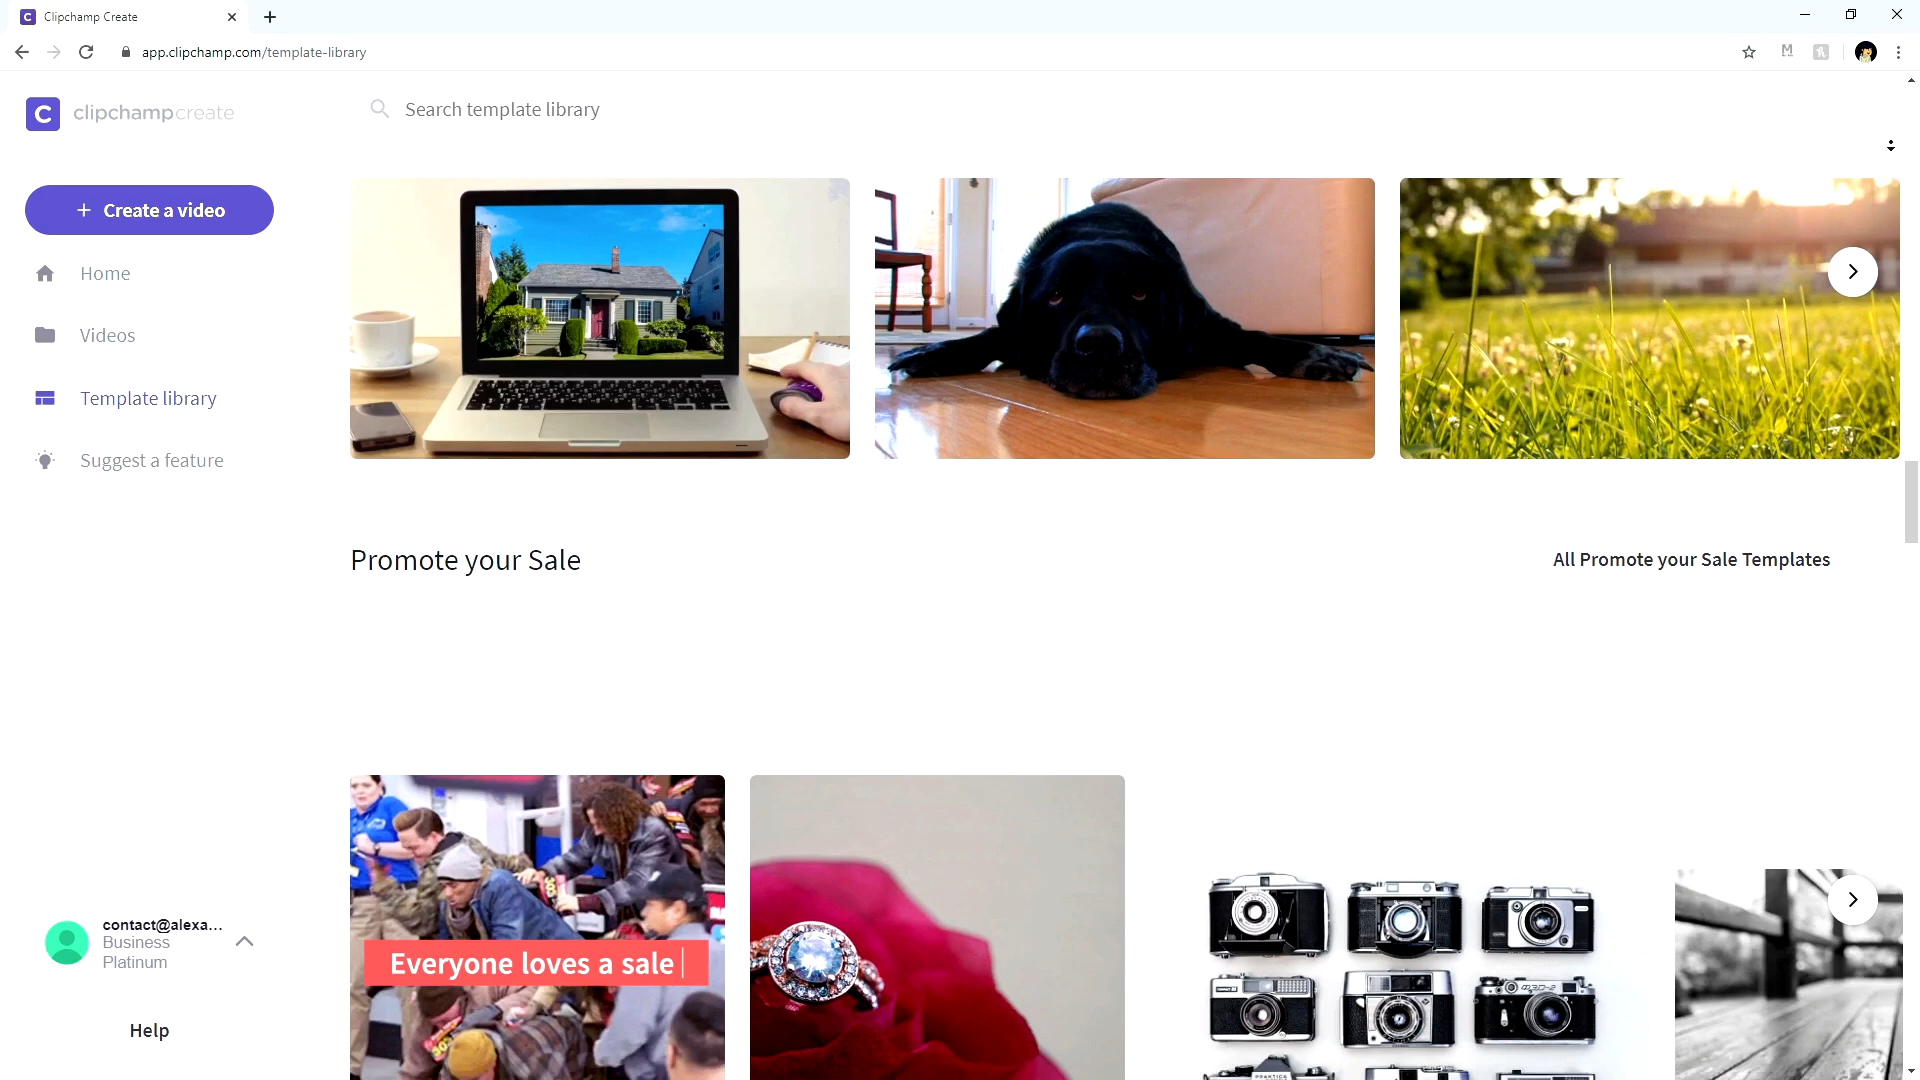 Clipchamp Create
app.clipchamp.com/template-library
clipchampcreate
Search template library
+ Create a video
Home
Videos
Template library
Suggest a feature
Promote your Sale
All Promote your Sale Templates
Everyone loves a sale
contact@alexa...
Business
Platinum
Help